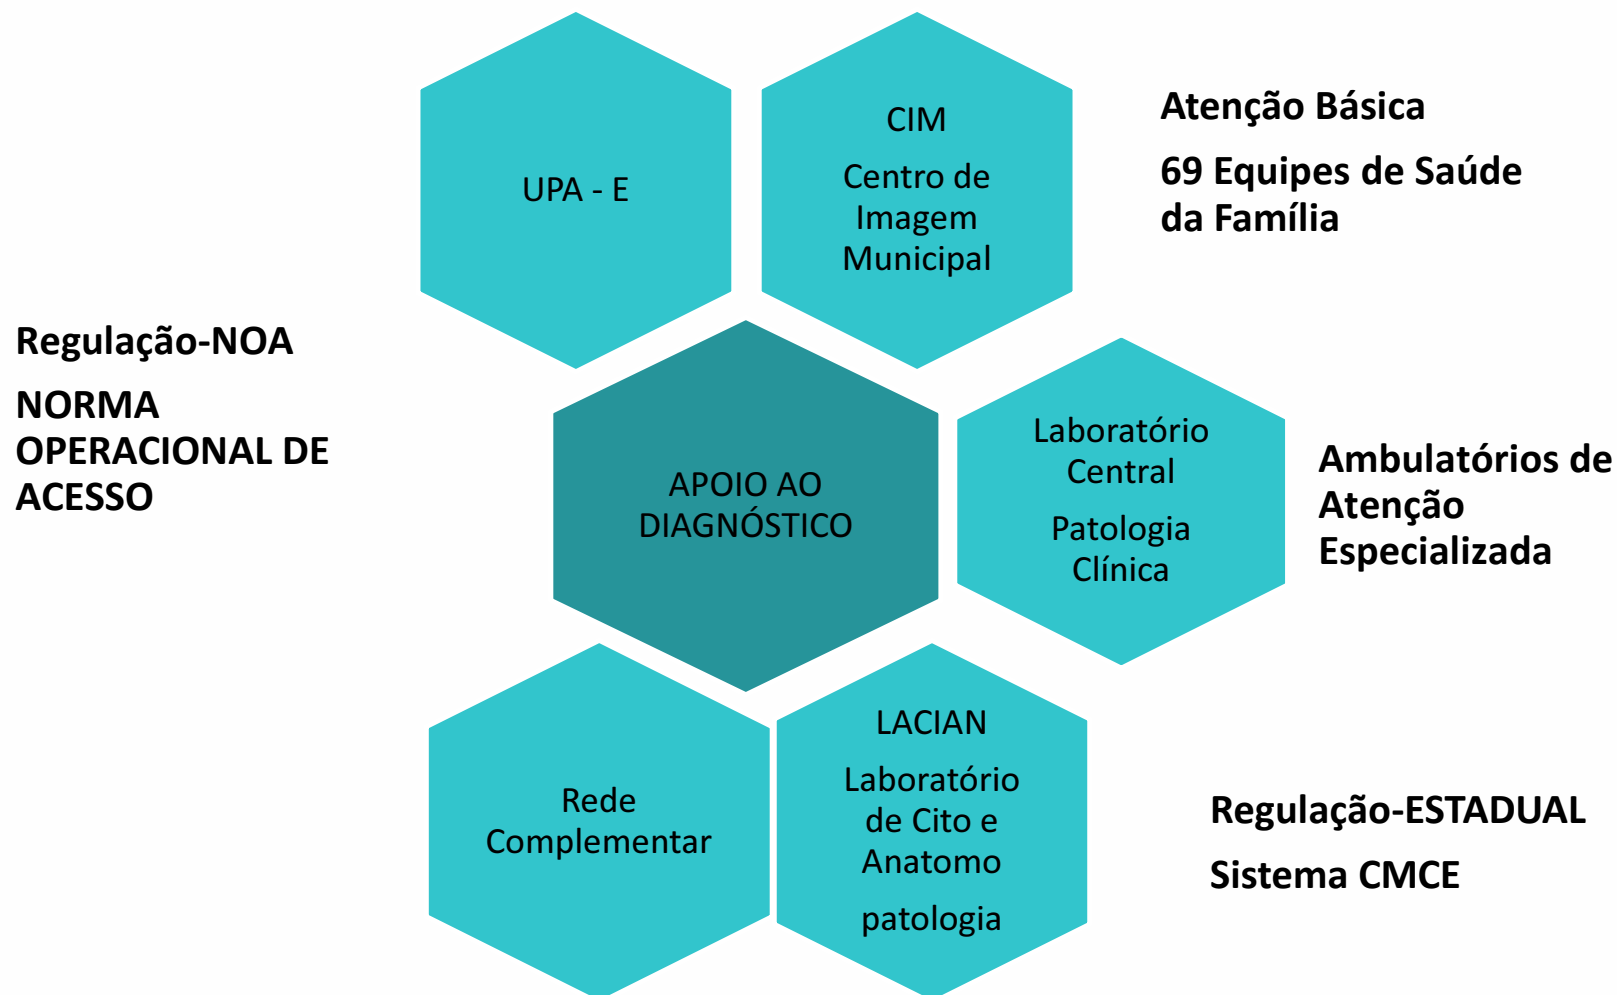 UPA - E
CIM
Centro de
Imagem
Municipal
Atenção Básica
69 Equipes de Saúde
da Família
Regulação-NOA
NORMA
OPERACIONAL DE
ACESSO
APOIO AO
DIAGNÓSTICO
Laboratório
Central
Patologia
Clínica
Ambulatórios de
Atenção
Especializada
Rede
Complementar
LACIAN
Laboratório
de Cito e
Anatomo
patologia
Regulação-ESTADUAL
Sistema CMCE